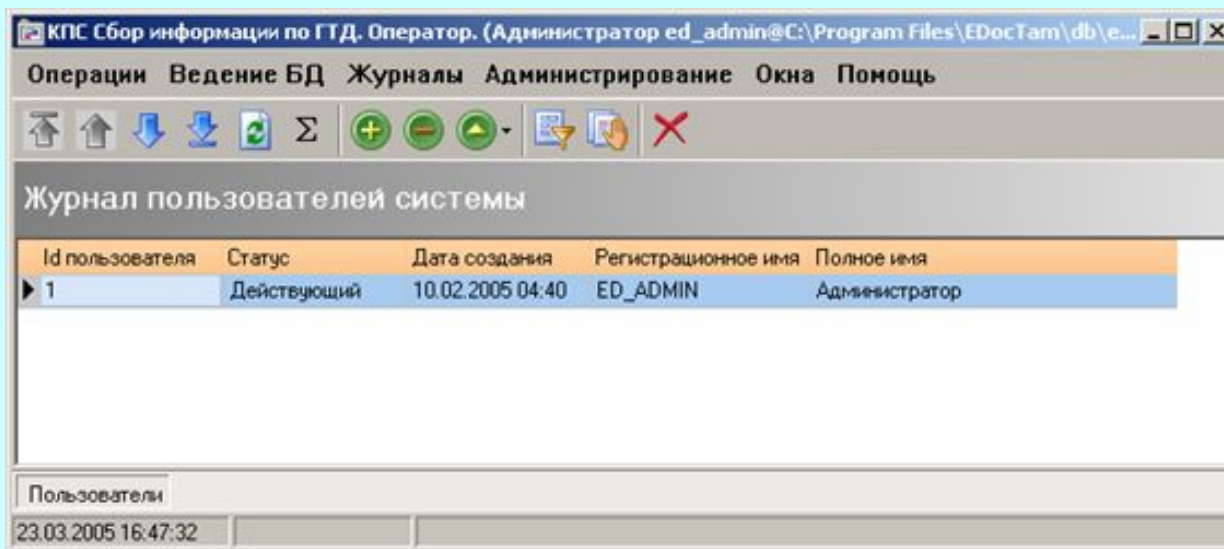 КПС Сбор информации по ГТД. Оператор. (Администратор ed_admin@C:\Program Files\EDocTam\db\e...
Операции Ведение БД Журналы Администрирование Окна Помощь
Σ
Журнал пользователей системы
Id пользователя Статус Дата создания Регистрационное имя Полное имя
1 Действующий 10.02.2005 04:40 ED_ADMIN Администратор
Пользователи
23.03.2005 16:47:32